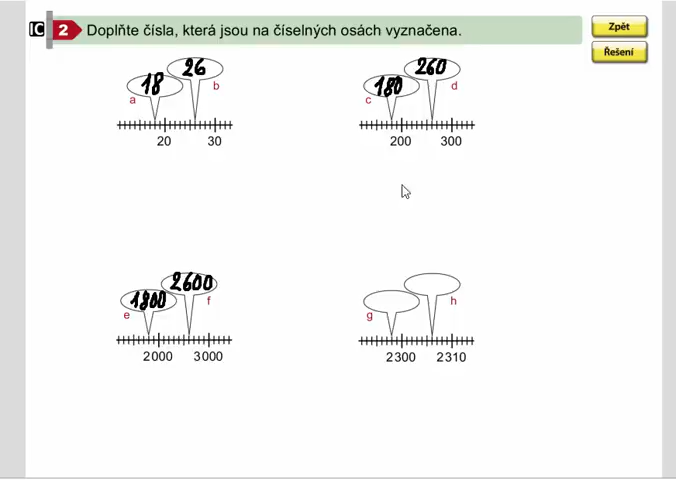 2 Doplňte čísla, která jsou na číselných osách vyznačena.
Zpět
Řešení
18 26
a b
20 30
180 260
c d
200 300
1800 2600
e f
2000 3000
g h
2300 2310